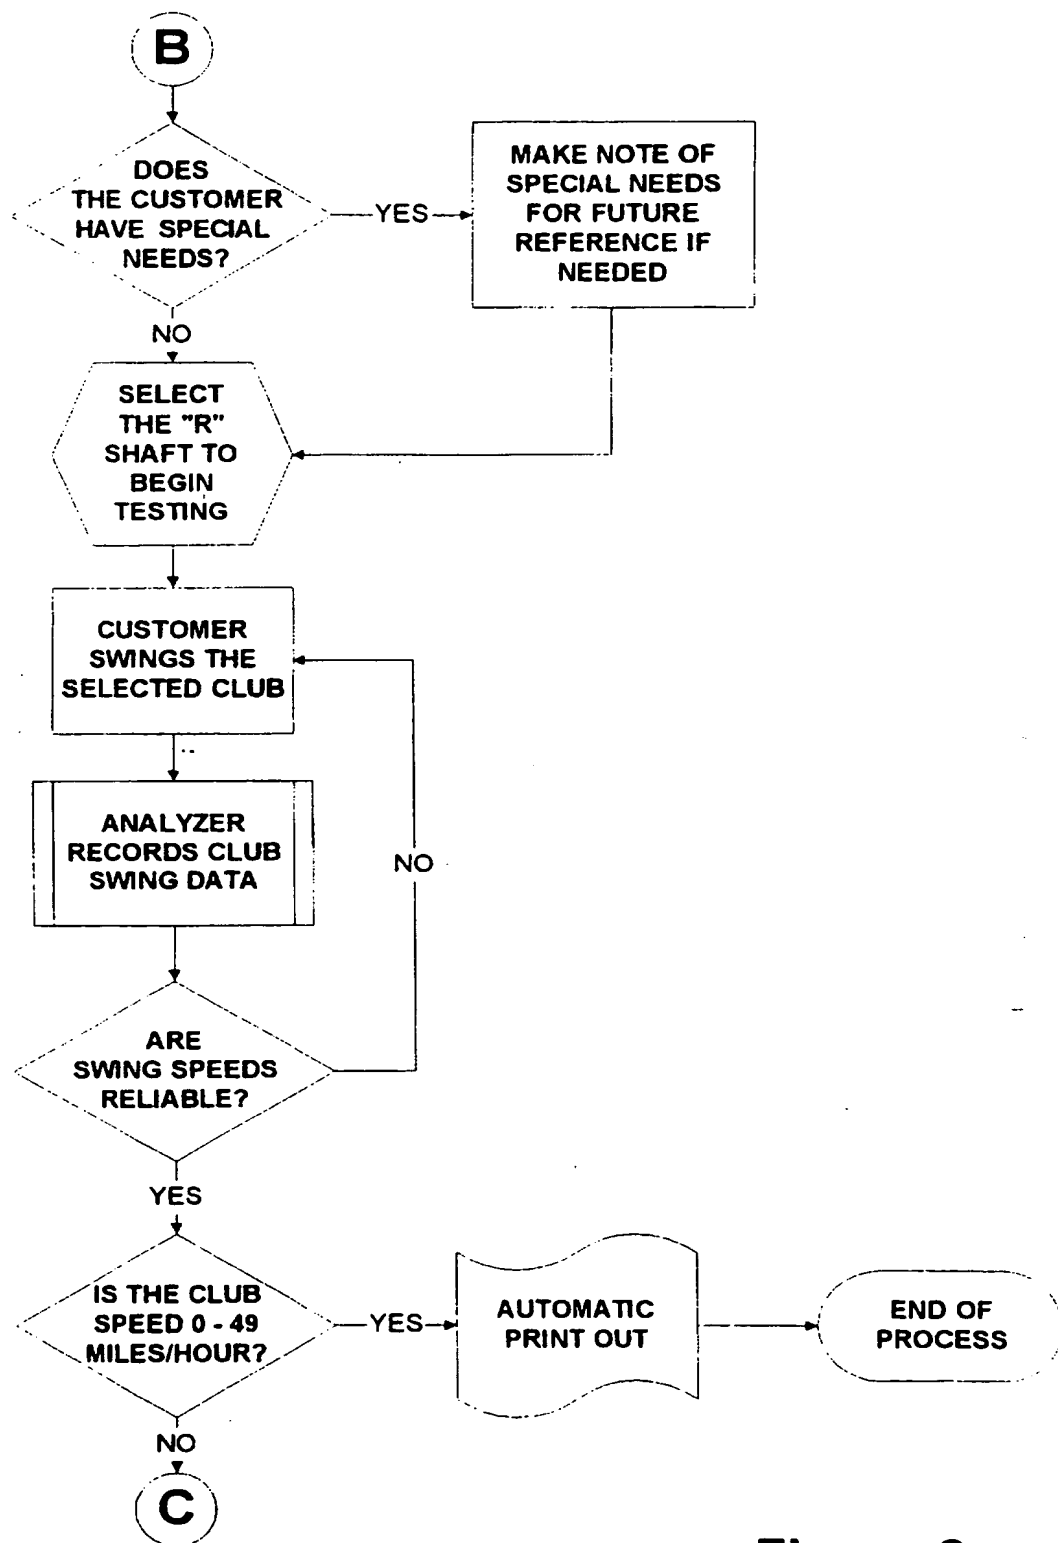 B
DOES
THE CUSTOMER
HAVE SPECIAL
NEEDS?
YES
MAKE NOTE OF
SPECIAL NEEDS
FOR FUTURE
REFERENCE IF
NEEDED
NO
SELECT
THE "R"
SHAFT TO
BEGIN
TESTING
CUSTOMER
SWINGS THE
SELECTED CLUB
ANALYZER
RECORDS CLUB
SWING DATA
NO
ARE
SWING SPEEDS
RELIABLE?
YES
IS THE CLUB
SPEED 0 - 49
MILES/HOUR?
YES
AUTOMATIC
PRINT OUT
END OF
PROCESS
NO
C